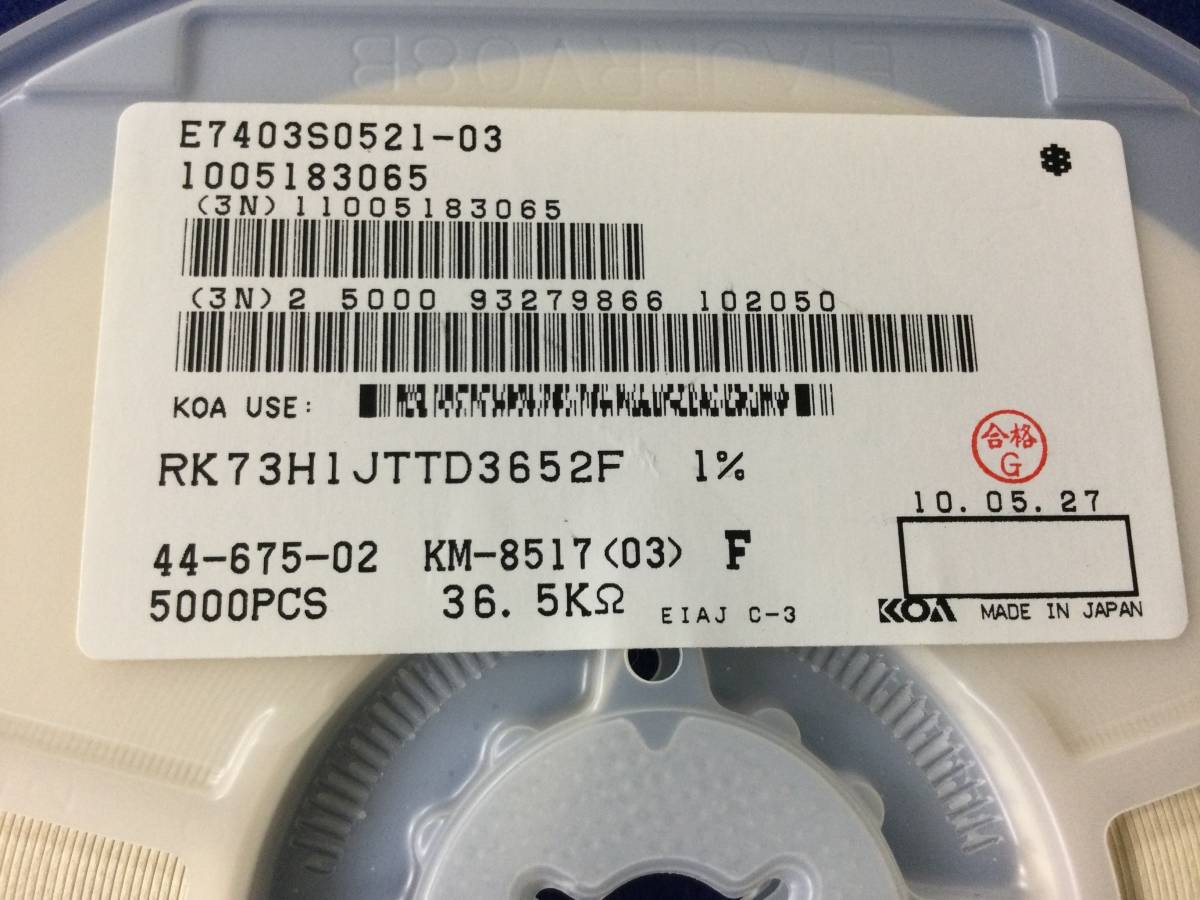 E7403S0521-03
1005183065
(3N)11005183065
(3N)2 5000 93279866 102050
KOA USE:
RK73H1JTTD3652F 1%
合格
G
10.05.27
44-675-02 KM-8517(03) F
5000PCS 36.5KΩ EIAJ C-3
KOA MADE IN JAPAN